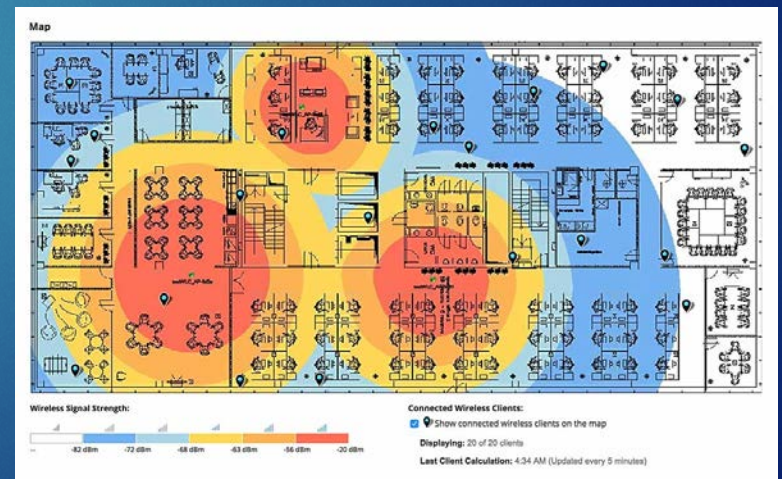 Map
Wireless Signal Strength:
--
-82 dBm
-72 dBm
-68 dBm
-63 dBm
-56 dBm
-20 dBm
Connected Wireless Clients:
Show connected wireless clients on the map
Displaying: 20 of 20 clients
Last Client Calculation: 4:34 AM (Updated every 5 minutes)